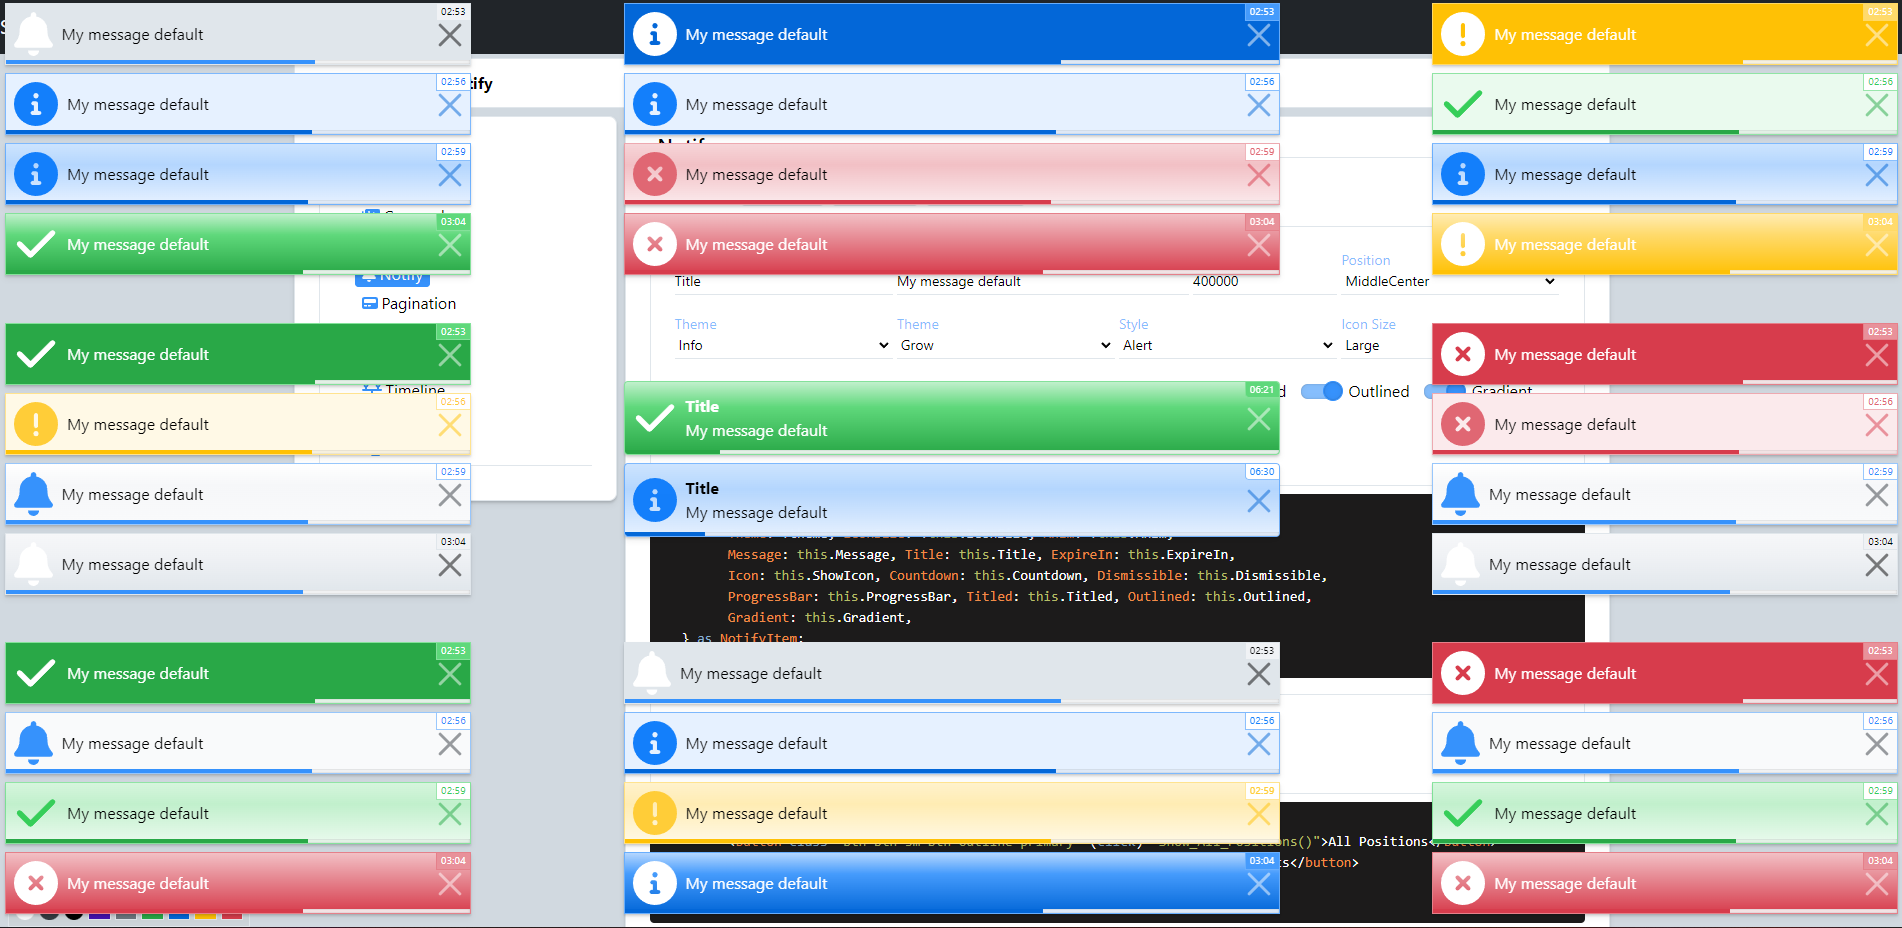 02:53
My message default
02:53
My message default
02:53
My message default
tify
02:56
My message default
02:56
My message default
02:56
My message default
Notify
02:59
My message default
02:59
My message default
02:59
My message default
03:04
My message default
03:04
My message default
03:04
My message default
Notify
Pagination
Position
Title
My message default
400000
MiddleCenter
Theme
Theme
Style
Icon Size
Info
Grow
Alert
Large
02:53
My message default
02:53
My message default
Timeline
Outlined
Gradient
02:56
My message default
06:21
Title
My message default
02:56
My message default
02:59
My message default
06:30
Title
My message default
02:59
My message default
03:04
My message default
03:04
My message default
Message: this.Message, Title: this.Title, ExpireIn: this.ExpireIn,
Icon: this.ShowIcon, Countdown: this.Countdown, Dismissible: this.Dismissible,
ProgressBar: this.ProgressBar, Titled: this.Titled, Outlined: this.Outlined,
Gradient: this.Gradient,
} as NotifyItem;
02:53
My message default
02:53
My message default
02:53
My message default
02:56
My message default
02:56
My message default
02:56
My message default
02:59
My message default
02:59
My message default
02:59
My message default
>All Positions</button>
03:04
My message default
03:04
My message default
03:04
My message default
ts</button>